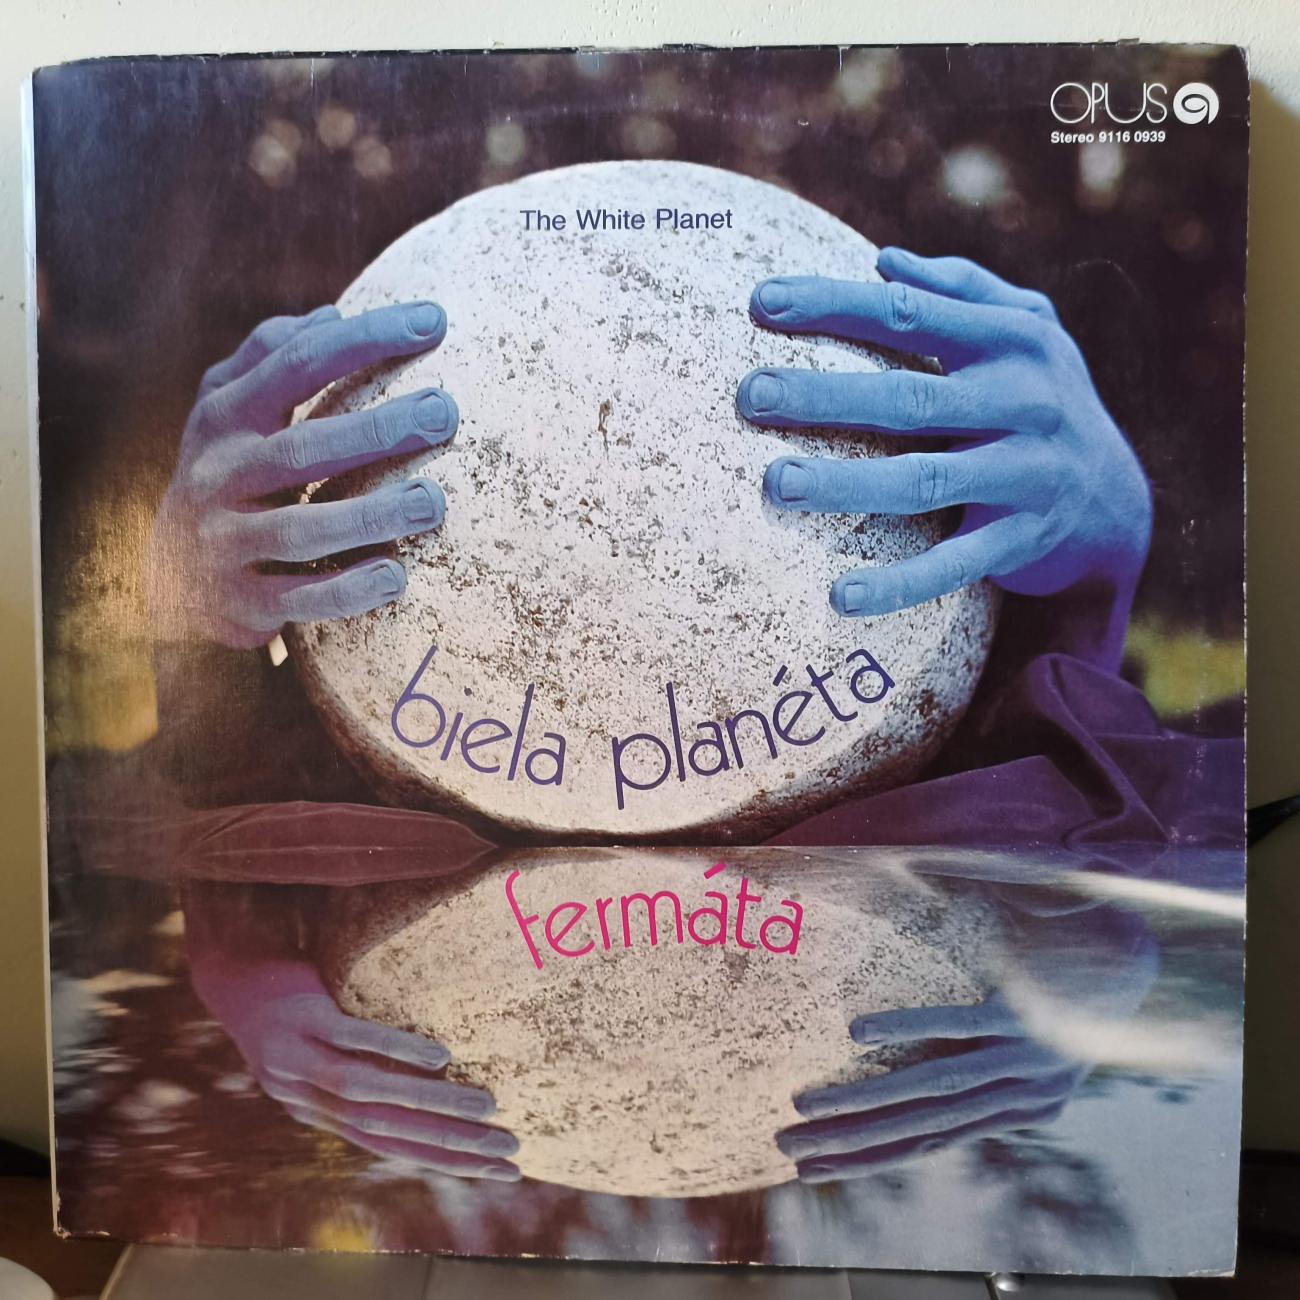 OPUS
Stereo 9116 0939
The White Planet
biela planéta
fermáta